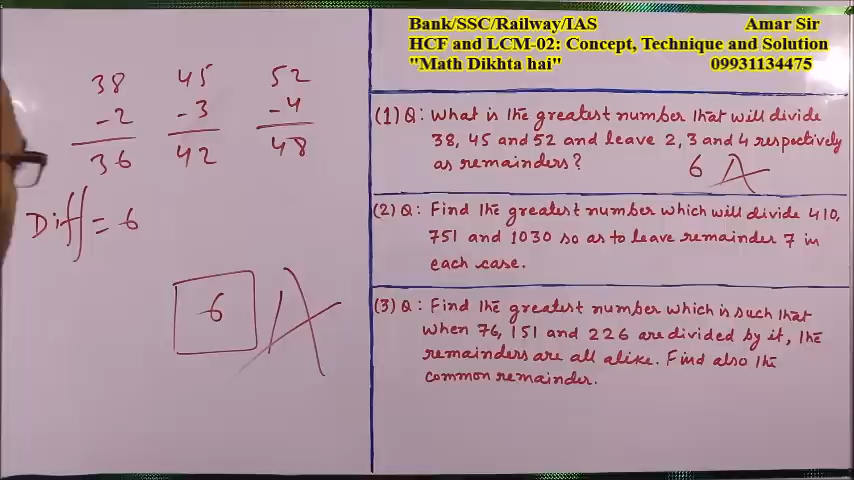 Bank/SSC/Railway/IAS Amar Sir
HCF and LCM-02: Concept, Technique and Solution
"Math Dikhta hai" 09931134475
38 45 52
-2 -3 -4
36 42 48
Diff = 6
6 A
(1) Q: What is the greatest number that will divide
38, 45 and 52 and leave 2, 3 and 4 respectively
as remainders?
6 A
(2) Q: Find the greatest number which will divide 410,
751 and 1030 so as to leave remainder 7 in
each case.
(3) Q: Find the greatest number which is such that
when 76, 151 and 226 are divided by it, the
remainders are all alike. Find also the
common remainder.